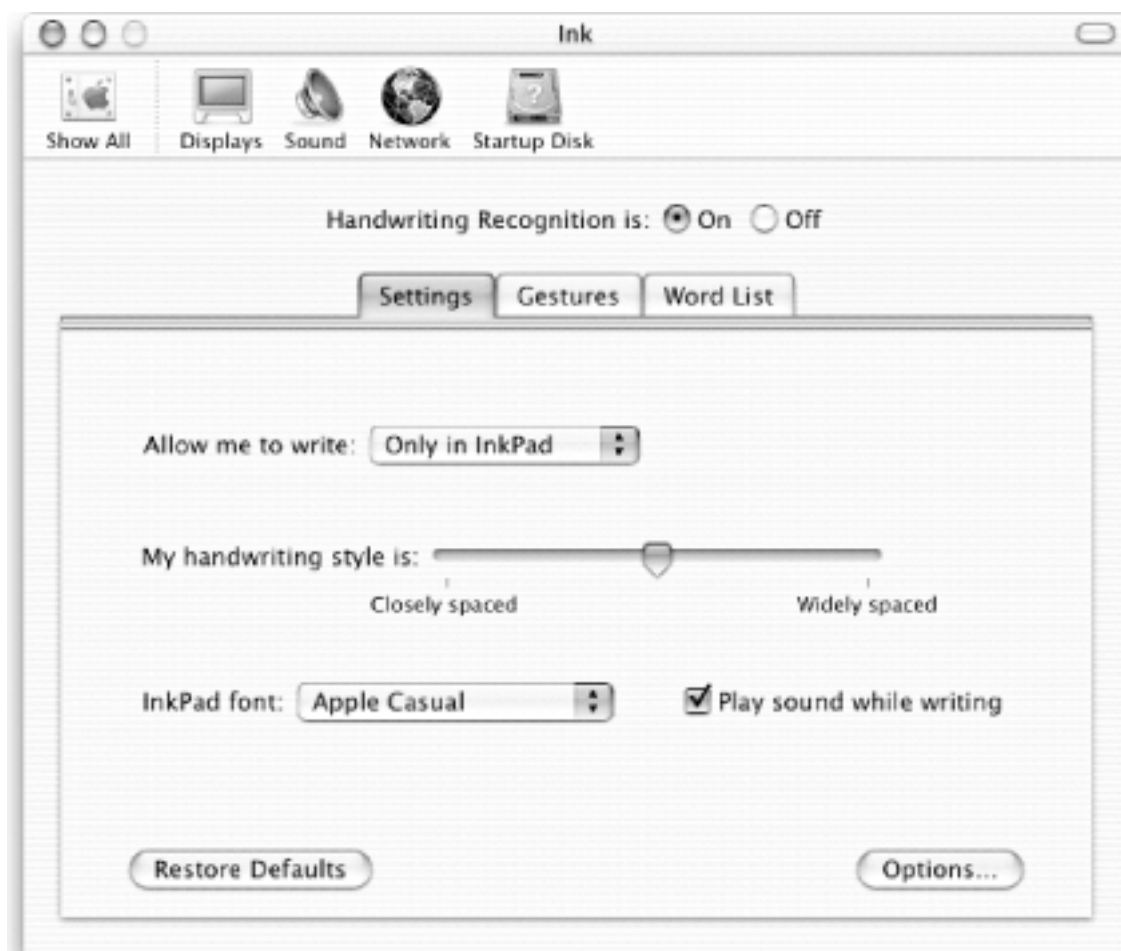 Ink
Show All Displays Sound Network Startup Disk
Handwriting Recognition is: On Off
Settings Gestures Word List
Allow me to write: Only in InkPad
My handwriting style is:
Closely spaced Widely spaced
InkPad font: Apple Casual Play sound while writing
Restore Defaults Options...